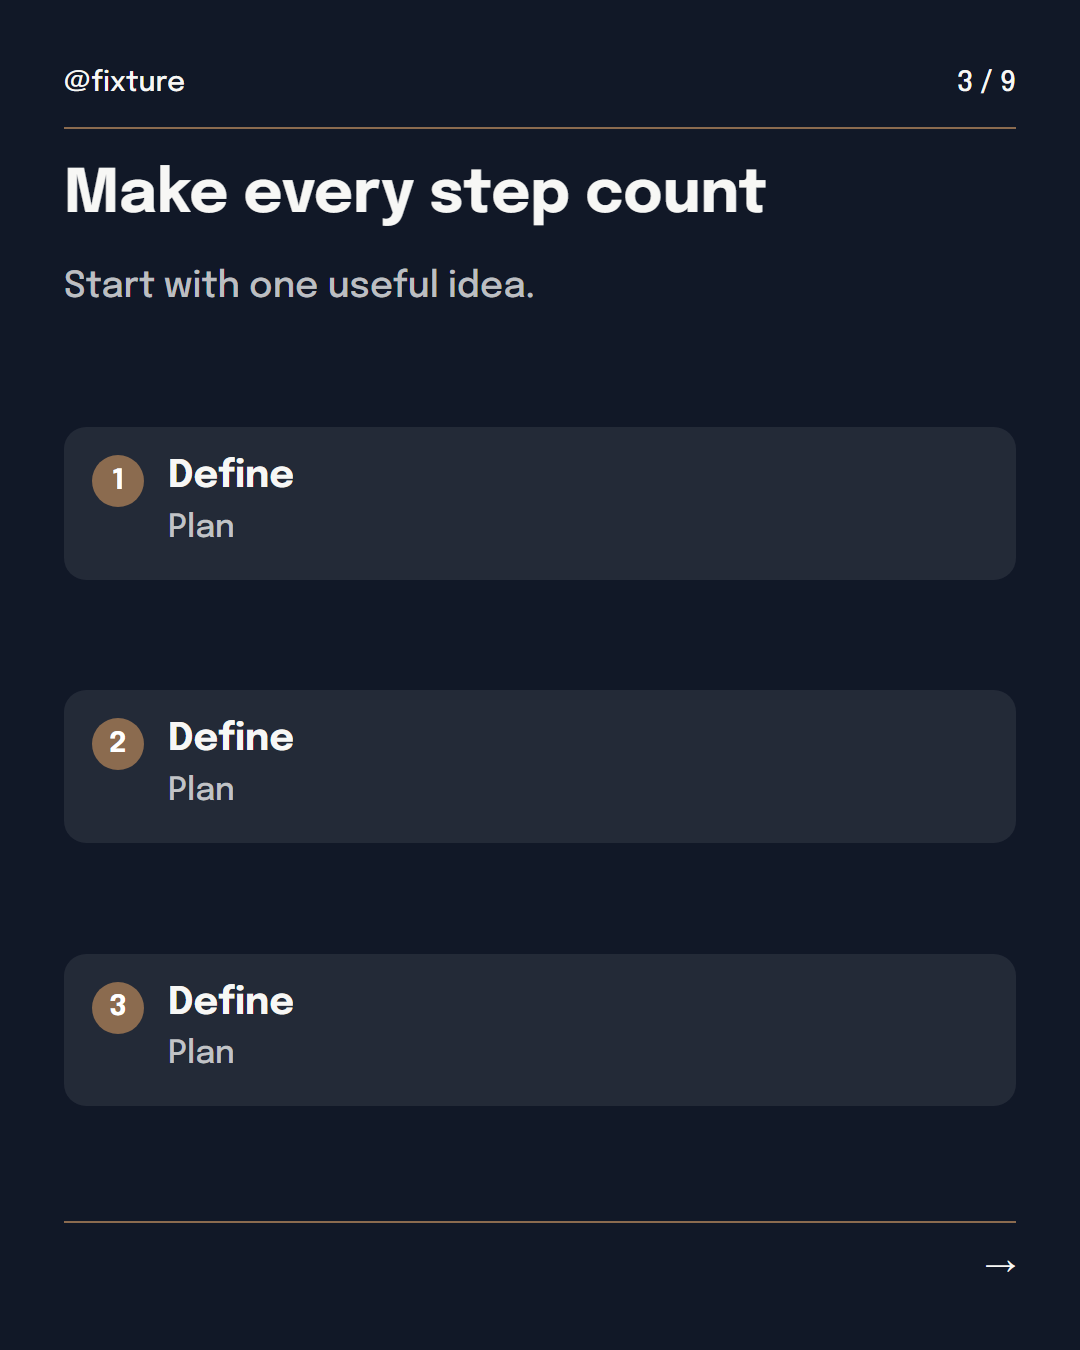 @fixture
3 / 9
Make every step count
Start with one useful idea.
1
Define
Plan
2
Define
Plan
3
Define
Plan
→